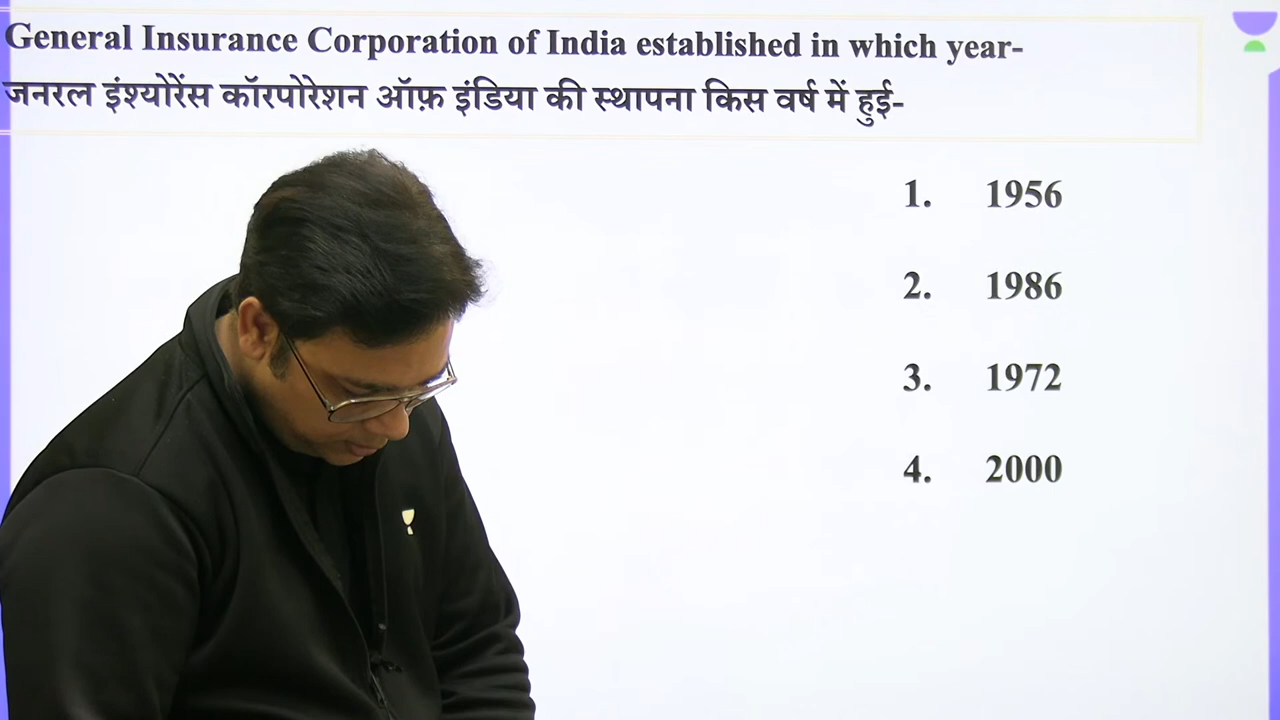 General Insurance Corporation of India established in which year-
जनरल इंश्योरेंस कॉरपोरेशन ऑफ़ इंडिया की स्थापना किस वर्ष में हुई-
1. 1956
2. 1986
3. 1972
4. 2000